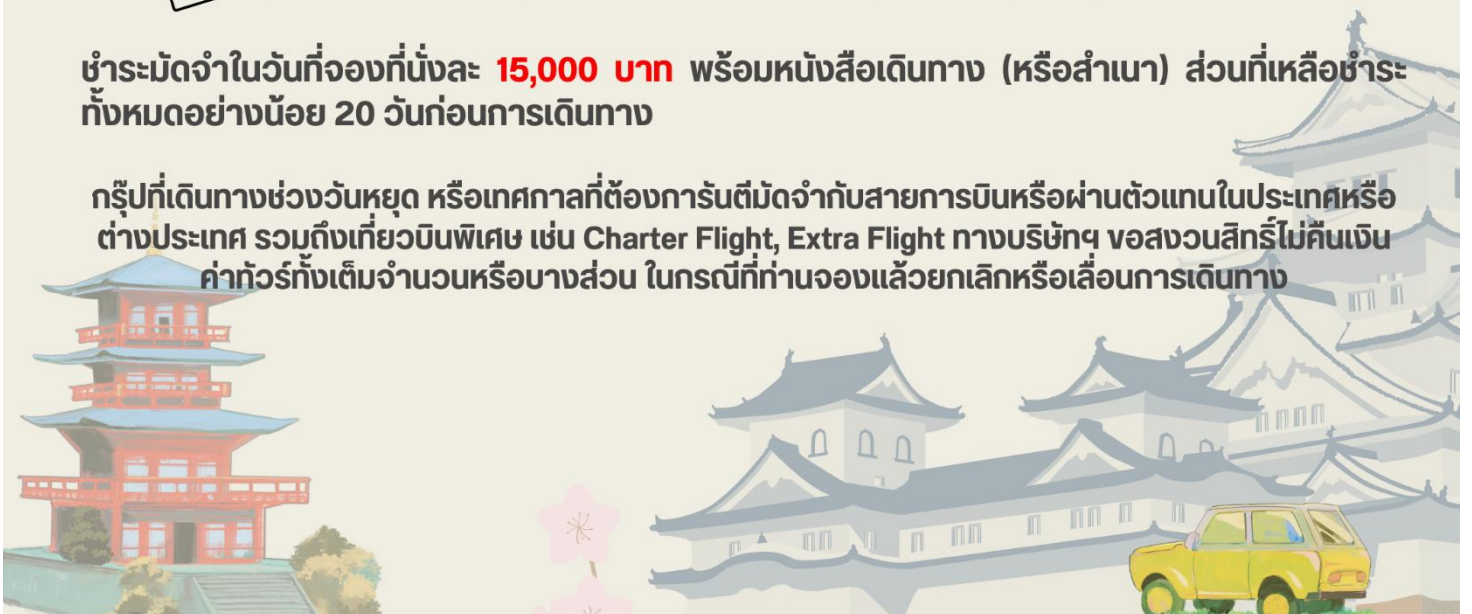 ชำระมัดจำในวันที่จองที่นั่งละ 15,000 บาท พร้อมหนังสือเดินทาง (หรือสำเนา) ส่วนที่เหลือชำระ
ทั้งหมดอย่างน้อย 20 วันก่อนการเดินทาง
กรุ๊ปที่เดินทางช่วงวันหยุด หรือเทศกาลที่ต้องการันตีมัดจำกับสายการบินหรือผ่านตัวแทนในประเทศหรือ
ต่างประเทศ รวมถึงเที่ยวบินพิเศษ เช่น Charter Flight, Extra Flight ทางบริษัทฯ ขอสงวนสิทธิ์ไม่คืนเงิน
ค่าทัวร์ทั้งเต็มจำนวนหรือบางส่วน ในกรณีที่ท่านจองแล้วยกเลิกหรือเลื่อนการเดินทาง